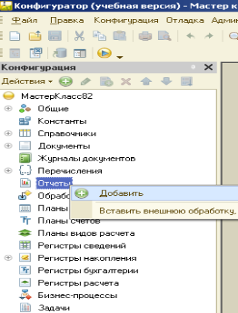 Конфигуратор (учебная версия) - Мастер к
Файл Правка Конфигурация Отладка Админ
Конфигурация
Действия
МастерКласс82
Общие
Константы
Справочники
Документы
Журналы документов
Перечисления
Отчеты
Добавить
Обрабо
Вставить внешнюю обработку,
Планы
Планы счетов
Планы видов расчета
Регистры сведений
Регистры накопления
Регистры бухгалтерии
Регистры расчета
Бизнес-процессы
Задачи